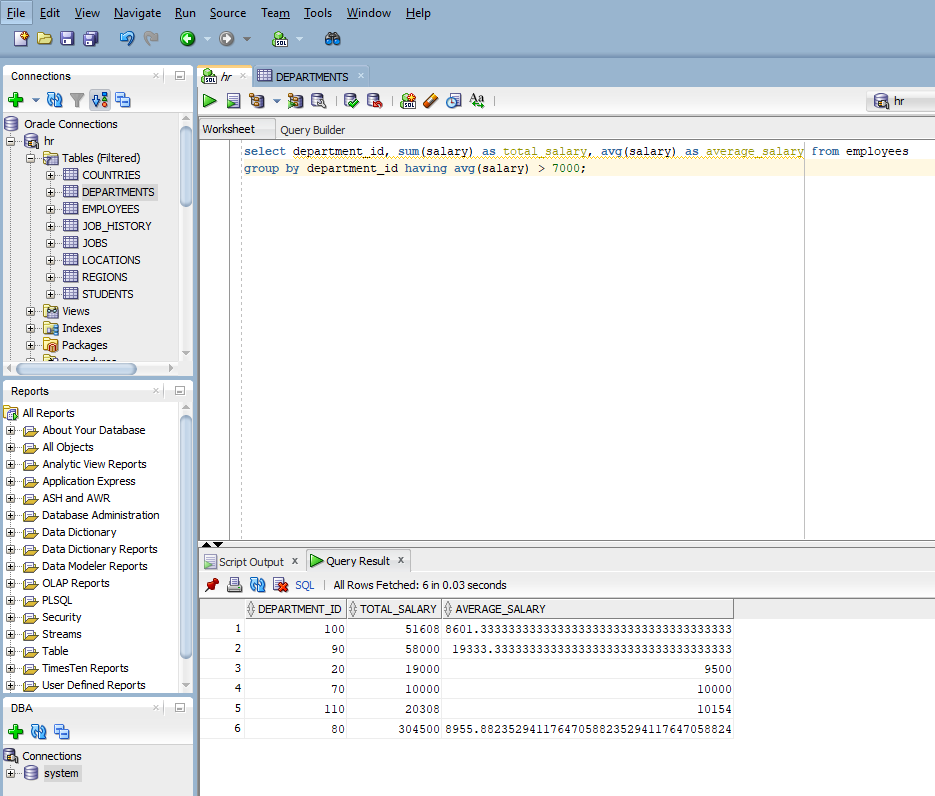 File Edit View Navigate Run Source Team Tools Window Help
Connections
Oracle Connections
hr
Tables (Filtered)
COUNTRIES
DEPARTMENTS
EMPLOYEES
JOB_HISTORY
JOBS
LOCATIONS
REGIONS
STUDENTS
Views
Indexes
Packages
Procedures
Reports
All Reports
About Your Database
All Objects
Analytic View Reports
Application Express
ASH and AWR
Database Administration
Data Dictionary
Data Dictionary Reports
Data Modeler Reports
OLAP Reports
PLSQL
Security
Streams
Table
TimesTen Reports
User Defined Reports
DBA
Connections
system
hr DEPARTMENTS
SQL Aa hr
Worksheet Query Builder
select department_id, sum(salary) as total_salary, avg(salary) as average_salary from employees
group by department_id having avg(salary) > 7000;
Script Output Query Result
SQL All Rows Fetched: 6 in 0.03 seconds
DEPARTMENT_ID TOTAL_SALARY AVERAGE_SALARY
1 100 51608 8601.33333333333333333333333333333333333
2 90 58000 19333.3333333333333333333333333333333333
3 20 19000 9500
4 70 10000 10000
5 110 20308 10154
6 80 304500 8955.88235294117647058823529411764705882